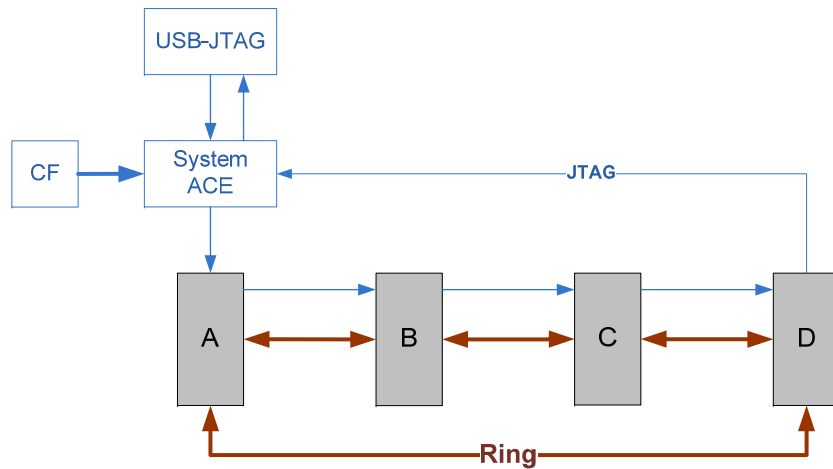 USB-JTAG
CF
System
ACE
JTAG
A
B
C
D
Ring